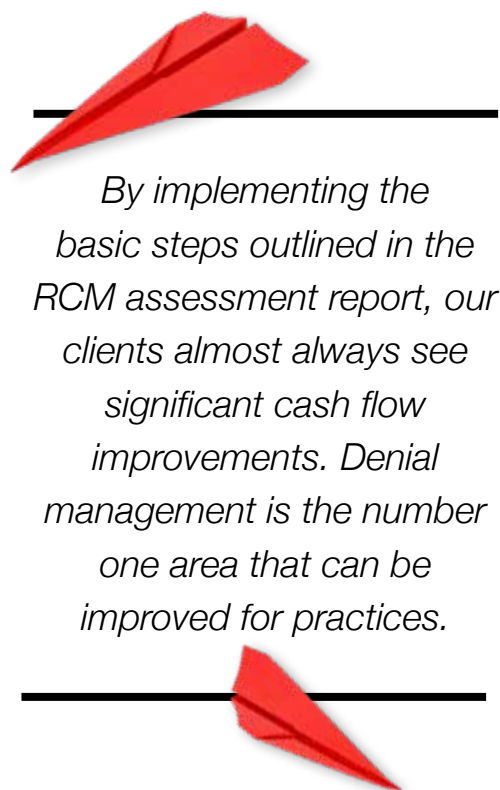 By implementing the
basic steps outlined in the
RCM assessment report, our
clients almost always see
significant cash flow
improvements. Denial
management is the number
one area that can be
improved for practices.